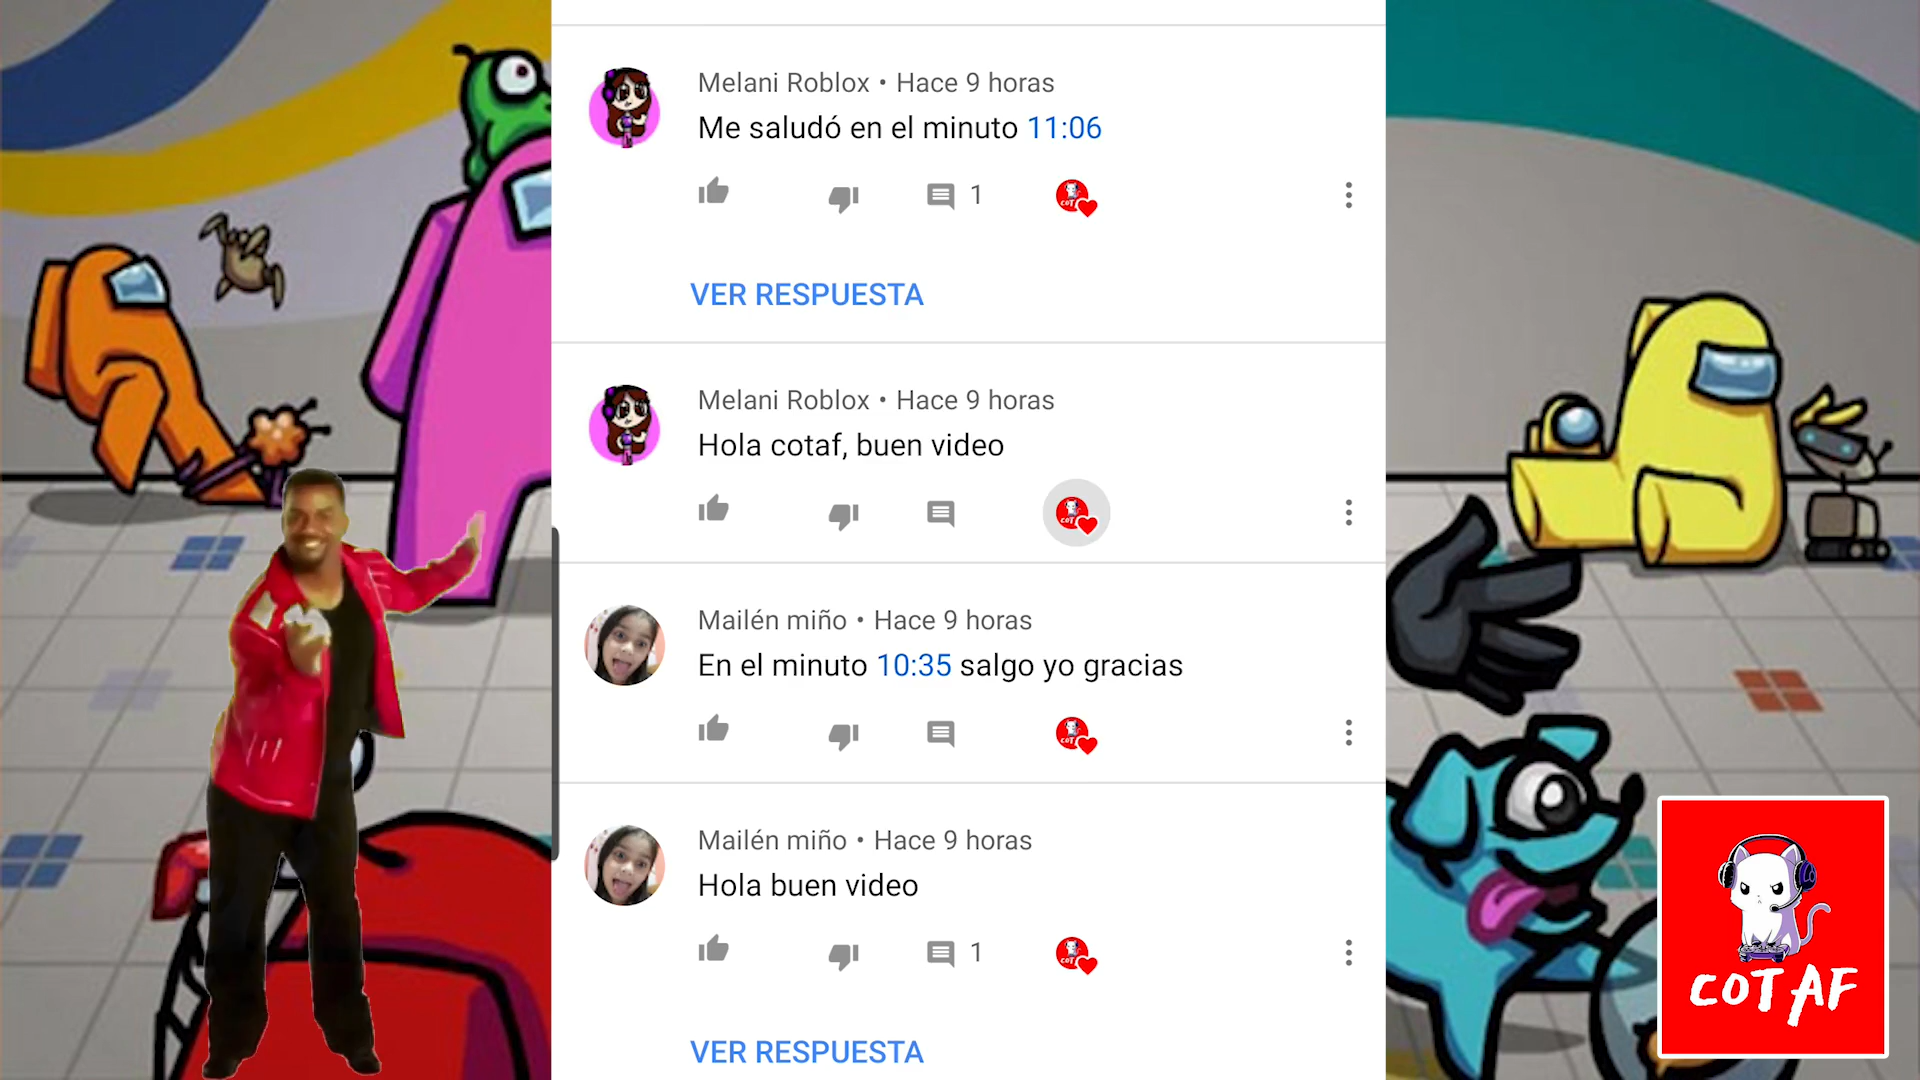 Melani Roblox • Hace 9 horas
Me saludó en el minuto 11:06
1
VER RESPUESTA
Melani Roblox • Hace 9 horas
Hola cotaf, buen video
Mailén miño • Hace 9 horas
En el minuto 10:35 salgo yo gracias
Mailén miño • Hace 9 horas
Hola buen video
1
VER RESPUESTA
COTAF